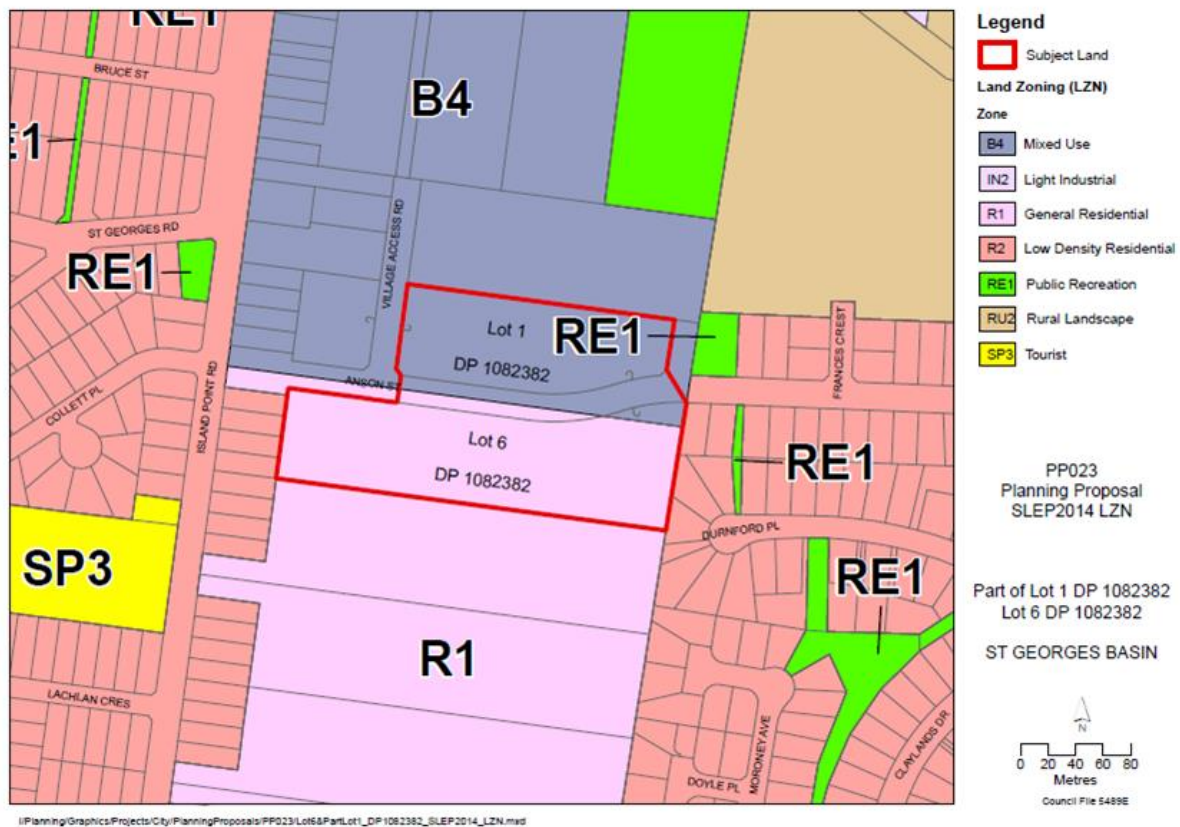 RE1
BRUCE ST
E1
ST GEORGES RD
RE1
B4
VILLAGE ACCESS RD
Lot 1
DP 1082382
RE1
FRANCES CREST
COLLETT PL
ISLAND POINT RD
ANSON ST
Lot 6
DP 1082382
RE1
DURNFORD PL
SP3
RE1
R1
LACHLAN CRES
MORONEY AVE
DOYLE PL
CLAYLANDS DR
Legend
Subject Land
Land Zoning (LZN)
Zone
B4 Mixed Use
IN2 Light Industrial
R1 General Residential
R2 Low Density Residential
RE1 Public Recreation
RU2 Rural Landscape
SP3 Tourist
PP023
Planning Proposal
SLEP2014 LZN
Part of Lot 1 DP 1082382
Lot 6 DP 1082382
ST GEORGES BASIN
N
0 20 40 60 80
Metres
Council File 5489E
I/Planning/Graphics/Projects/City/PlanningProposals/PP023/Lot6&PartLot1_DP1082382_SLEP2014_LZN.mxd